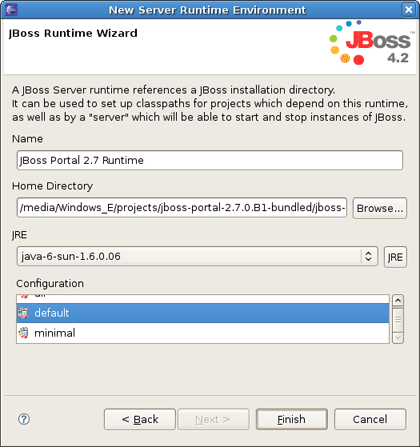 New Server Runtime Environment
JBoss Runtime Wizard
JBoss
4.2
A JBoss Server runtime references a JBoss installation directory.
It can be used to set up classpaths for projects which depend on this runtime,
as well as by a "server" which will be able to start and stop instances of JBoss.
Name
JBoss Portal 2.7 Runtime
Home Directory
/media/Windows_E/projects/jboss-portal-2.7.0.B1-bundled/jboss-
Browse...
JRE
java-6-sun-1.6.0.06
JRE
Configuration
default
minimal
?
< Back
Next >
Finish
Cancel